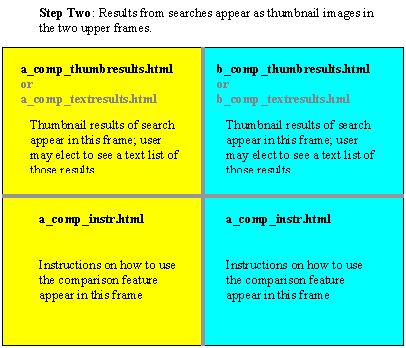 Step Two: Results from searches appear as thumbnail images in
the two upper frames.
a_comp_thumbresults.html
or
a_comp_textresults.html
Thumbnail results of search
appear in this frame; user
may elect to see a text list of
those results
b_comp_thumbresults.html
or
b_comp_textresults.html
Thumbnail results of search
appear in this frame; user
may elect to see a text list of
those results
a_comp_instr.html
Instructions on how to use
the comparison feature
appear in this frame
a_comp_instr.html
Instructions on how to use
the comparison feature
appear in this frame